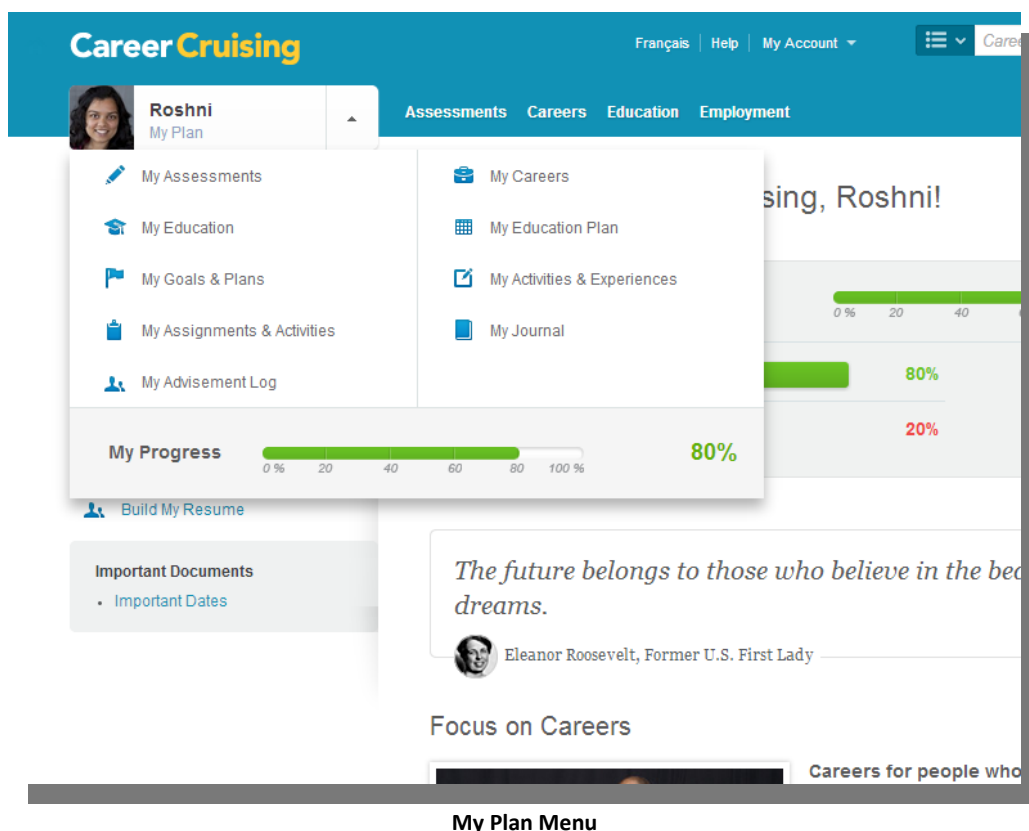 CareerCruising
Français | Help | My Account
Roshni
My Plan
Assessments Careers Education Employment
My Assessments
My Careers
My Education
My Education Plan
My Goals & Plans
My Activities & Experiences
My Assignments & Activities
My Journal
My Advisement Log
sing, Roshni!
0 % 20 40
80%
20%
My Progress
80%
0 % 20 40 60 80 100 %
Build My Resume
Important Documents
• Important Dates
The future belongs to those who believe in the
dreams.
Eleanor Roosevelt, Former U.S. First Lady
Focus on Careers
Careers for people who
My Plan Menu